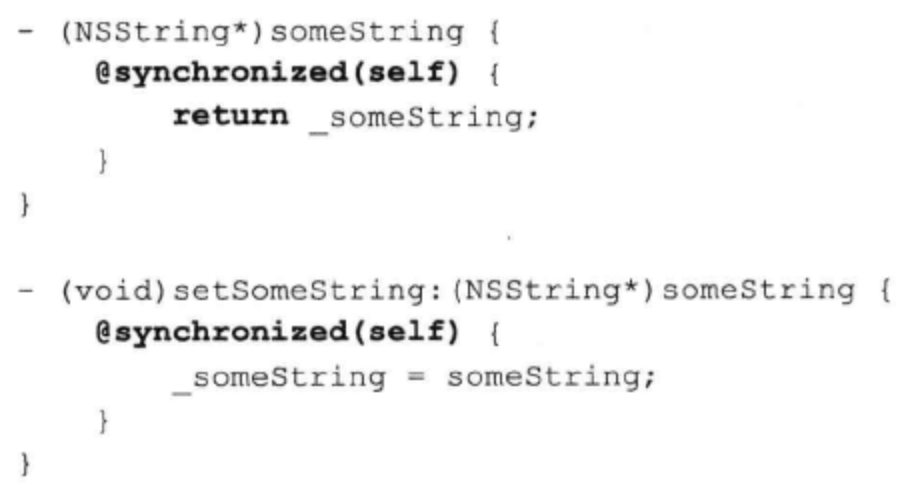 - (NSString*)someString {
    @synchronized(self) {
        return _someString;
    }
}

- (void)setSomeString:(NSString*)someString {
    @synchronized(self) {
        _someString = someString;
    }
}